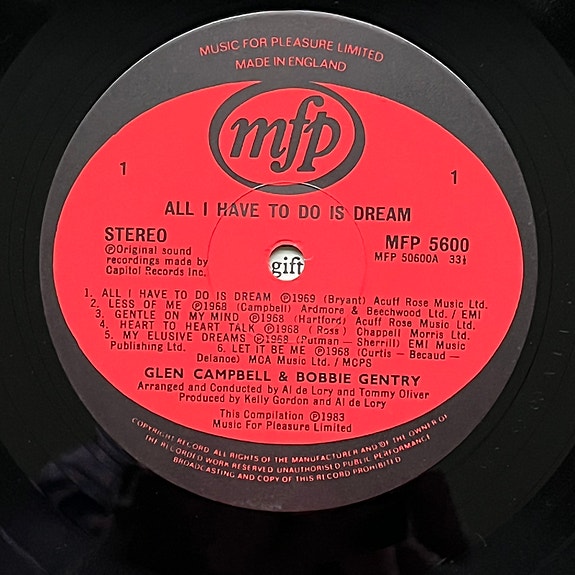 MUSIC FOR PLEASURE LIMITED
MADE IN ENGLAND
mfp
1 1
ALL I HAVE TO DO IS DREAM
STEREO MFP 5600
℗Original sound MFP 50600A 33⅓
recordings made by
Capitol Records Inc.
gift
1. ALL I HAVE TO DO IS DREAM ℗1969 (Bryant) Acuff Rose Music Ltd.
2. LESS OF ME ℗1968 (Campbell) Ardmore & Beechwood Ltd. / EMI
3. GENTLE ON MY MIND ℗1968 (Hartford) Acuff Rose Music Ltd.
4. HEART TO HEART TALK ℗1968 (Ross) Chappell Morris Ltd.
5. MY ELUSIVE DREAMS ℗1968 (Putman – Sherrill) EMI Music
Publishing Ltd. 6. LET IT BE ME ℗1968 (Curtis – Becaud –
Delanoe) MCA Music Ltd. / MCPS
GLEN CAMPBELL & BOBBIE GENTRY
Arranged and Conducted by Al de Lory and Tommy Oliver
Produced by Kelly Gordon and Al de Lory
This Compilation ℗1983
Music For Pleasure Limited
COPYRIGHT RECORD. ALL RIGHTS OF THE MANUFACTURER AND OF THE OWNER OF
THE RECORDED WORK RESERVED UNAUTHORISED PUBLIC PERFORMANCE
BROADCASTING AND COPY OF THIS RECORD PROHIBITED